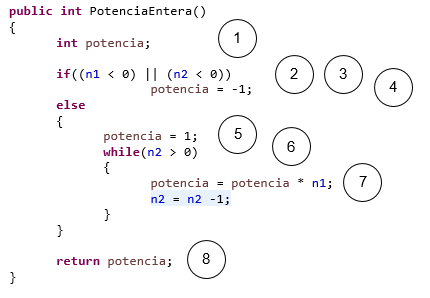 public int PotenciaEntera()
{
int potencia; 1
if((n1 < 0) || (n2 < 0)) 2 3
potencia = -1; 4
else
{
potencia = 1; 5
while(n2 > 0) 6
{
potencia = potencia * n1; 7
n2 = n2 -1;
}
}
return potencia; 8
}